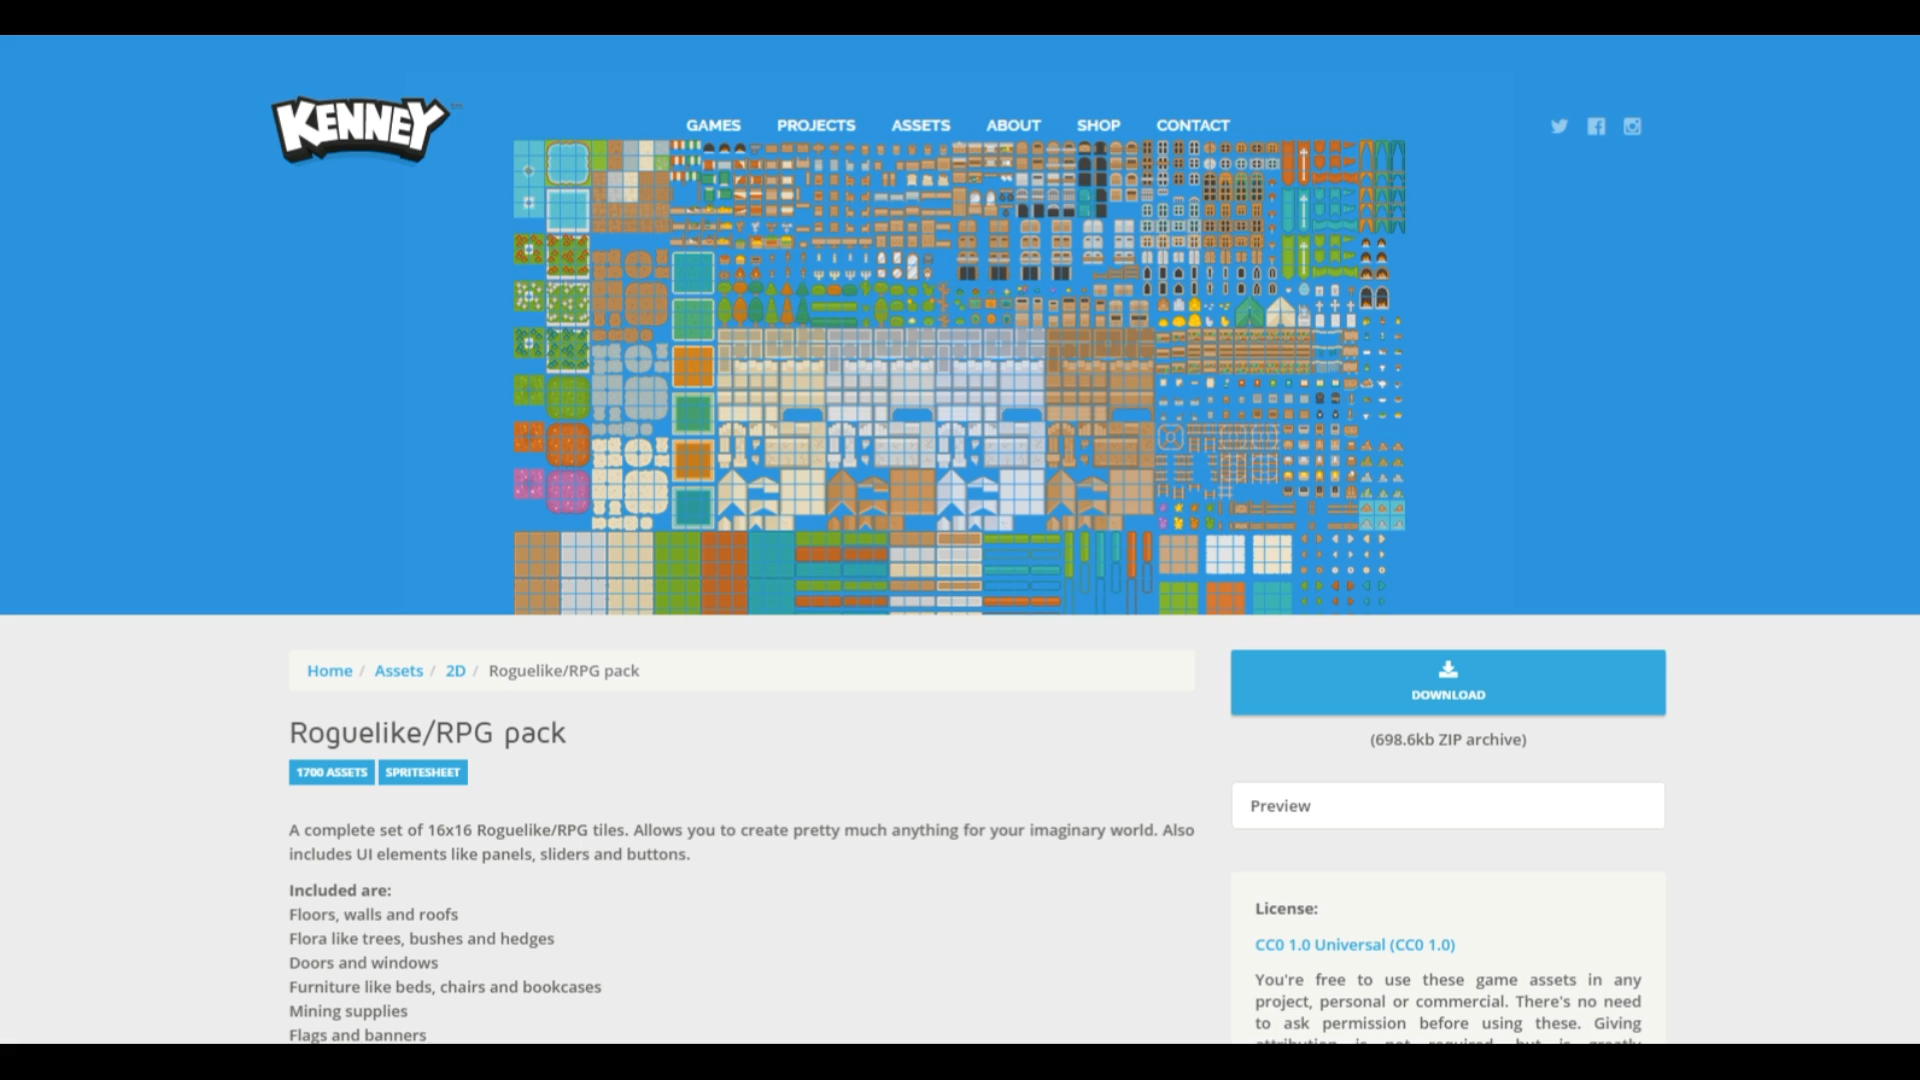 KENNEY
GAMES PROJECTS ASSETS ABOUT SHOP CONTACT
Home / Assets / 2D / Roguelike/RPG pack
DOWNLOAD
(698.6kb ZIP archive)
Roguelike/RPG pack
1700 ASSETS SPRITESHEET
Preview
A complete set of 16x16 Roguelike/RPG tiles. Allows you to create pretty much anything for your imaginary world. Also
includes UI elements like panels, sliders and buttons.
Included are:
Floors, walls and roofs
Flora like trees, bushes and hedges
Doors and windows
Furniture like beds, chairs and bookcases
Mining supplies
Flags and banners
License:
CC0 1.0 Universal (CC0 1.0)
You're free to use these game assets in any
project, personal or commercial. There's no need
to ask permission before using these. Giving